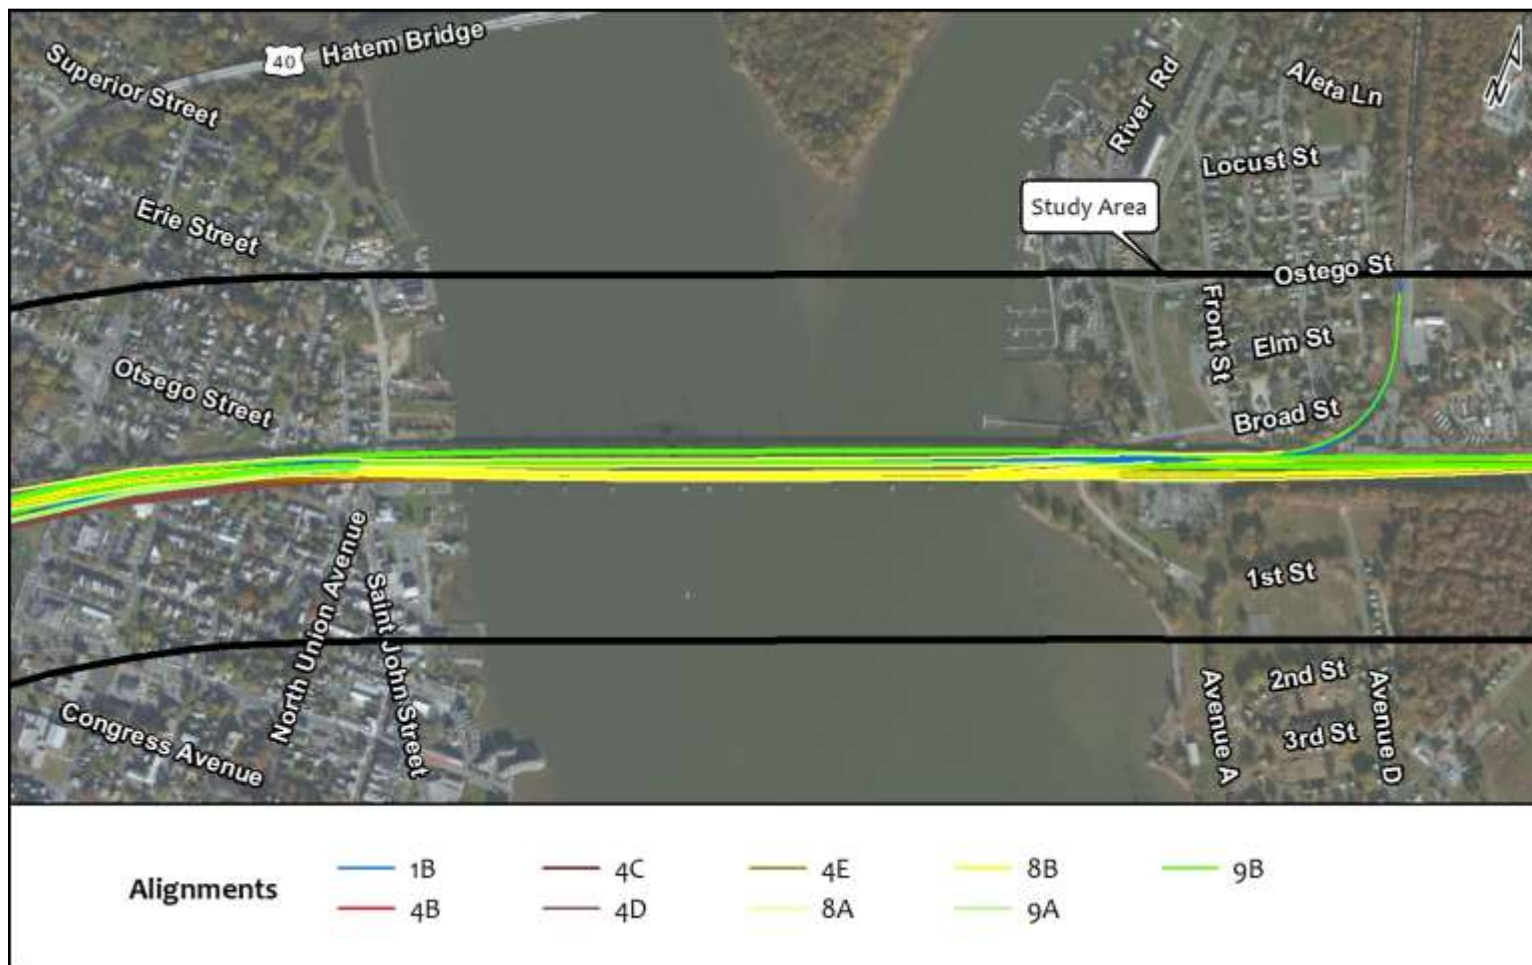 40 Hatem Bridge
Superior Street
River Rd
Aleta Ln
N
Locust St
Study Area
Erie Street
Ostego St
Front St
Elm St
Otsego Street
Broad St
North Union Avenue
Saint John Street
1st St
2nd St
Avenue A
Avenue D
3rd St
Congress Avenue
Alignments
1B
4C
4E
8B
9B
4B
4D
8A
9A